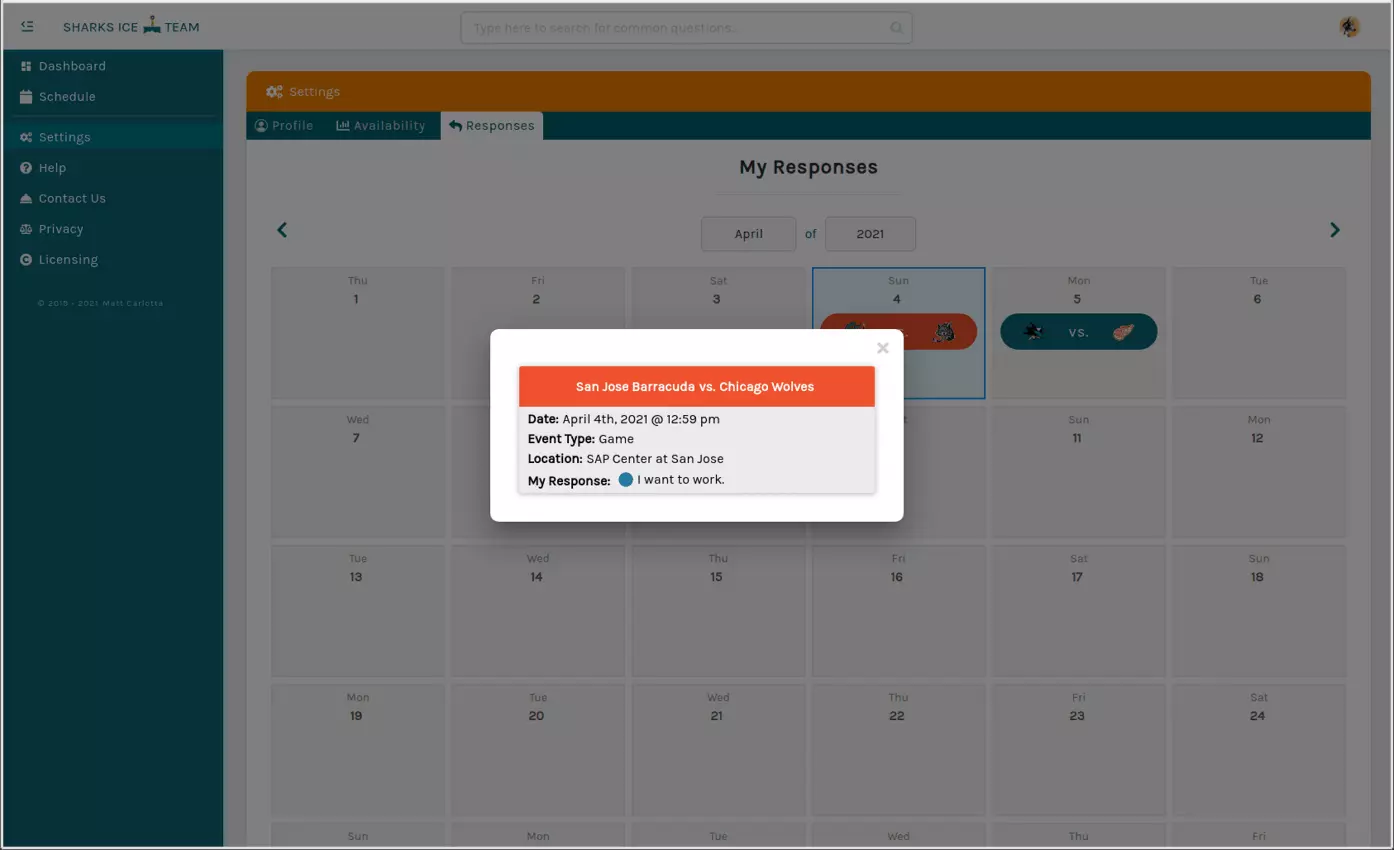 SHARKS ICE TEAM
Type here to search for common questions...
Dashboard
Schedule
Settings
Help
Contact Us
Privacy
Licensing
© 2018 - 2021 Matt Carlotta
Settings
Profile Availability Responses
My Responses
April of 2021
Thu Fri Sat Sun Mon Tue
1 2 3 4 5 6
vs.
San Jose Barracuda vs. Chicago Wolves
Date: April 4th, 2021 @ 12:59 pm
Event Type: Game
Location: SAP Center at San Jose
My Response: I want to work.
Wed Sun Mon
7 11 12
Tue Wed Thu Fri Sat Sun
13 14 15 16 17 18
Mon Tue Wed Thu Fri Sat
19 20 21 22 23 24
Sun Mon Tue Wed Thu Fri